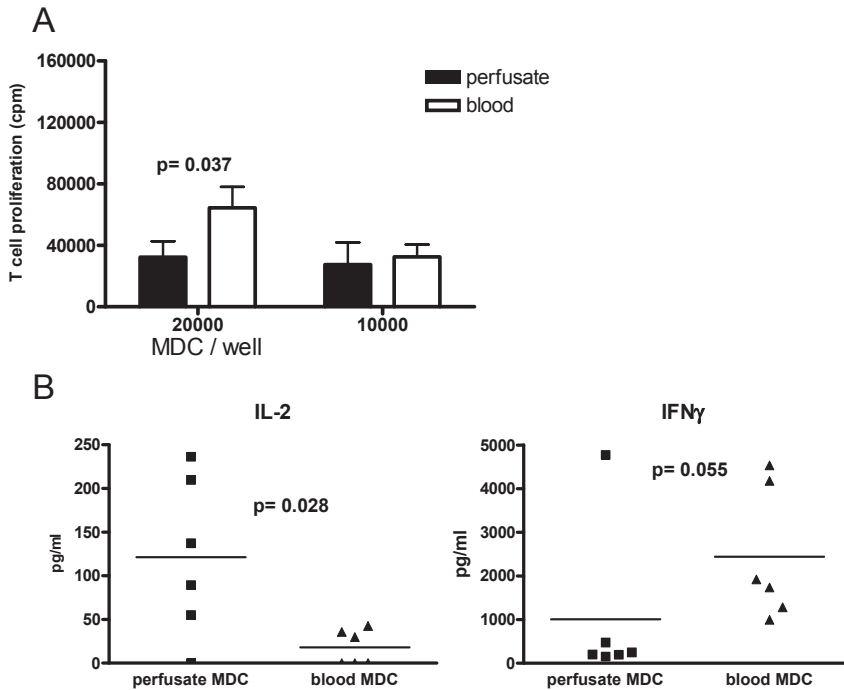 A
T cell proliferation (cpm)
160000
120000
80000
40000
0
p= 0.037
perfusate
blood
20000
10000
MDC / well
B
IL-2
pg/ml
250
200
150
100
50
0
p= 0.028
perfusate MDC
blood MDC
IFNγ
pg/ml
5000
4000
3000
2000
1000
0
p= 0.055
perfusate MDC
blood MDC